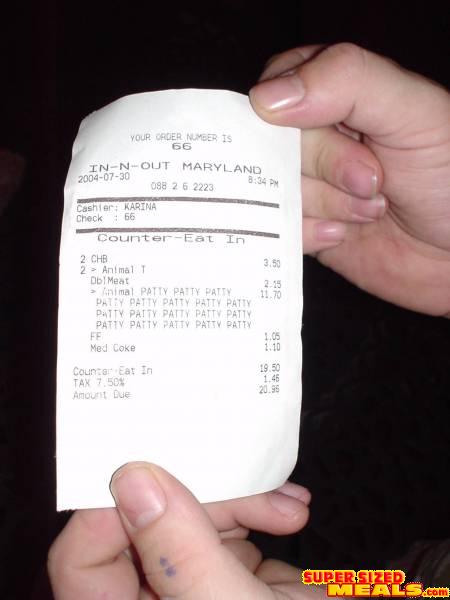 YOUR ORDER NUMBER IS
66
IN-N-OUT MARYLAND
2004-07-30 8:34 PM
088 2 6 2223
Cashier: KARINA
Check : 66
Counter-Eat In
2 CHB 3.50
2 > Animal T
DblMeat 2.15
> Animal PATTY PATTY PATTY 11.70
PATTY PATTY PATTY PATTY PATTY
PATTY PATTY PATTY PATTY PATTY
PATTY PATTY PATTY PATTY PATTY
FF 1.05
Med Coke 1.10
Counter-Eat In 19.50
TAX 7.50% 1.46
Amount Due 20.96
SUPER SIZED
MEALS.com